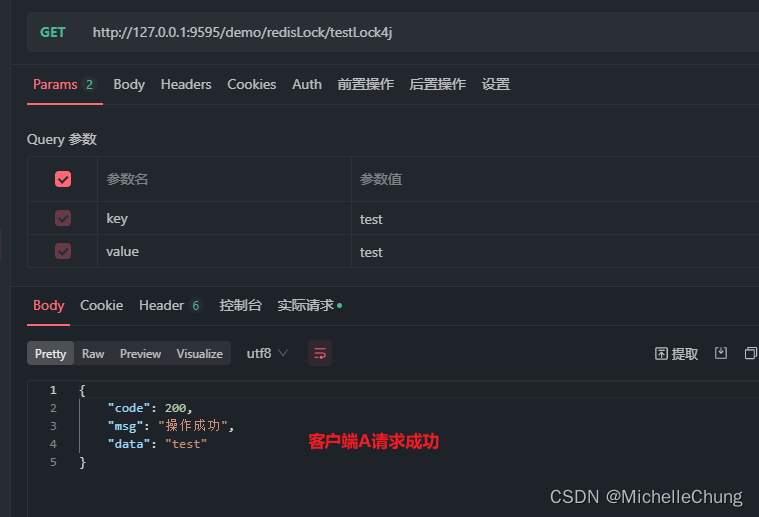 GET http://127.0.0.1:9595/demo/redisLock/testLock4j
Params 2 Body Headers Cookies Auth 前置操作 后置操作 设置
Query 参数
参数名 参数值
key test
value test
Body Cookie Header 6 控制台 实际请求
Pretty Raw Preview Visualize utf8 提取
1 {
2 "code": 200,
3 "msg": "操作成功",
4 "data": "test"
客户端A请求成功
5 }
CSDN @MichelleChung